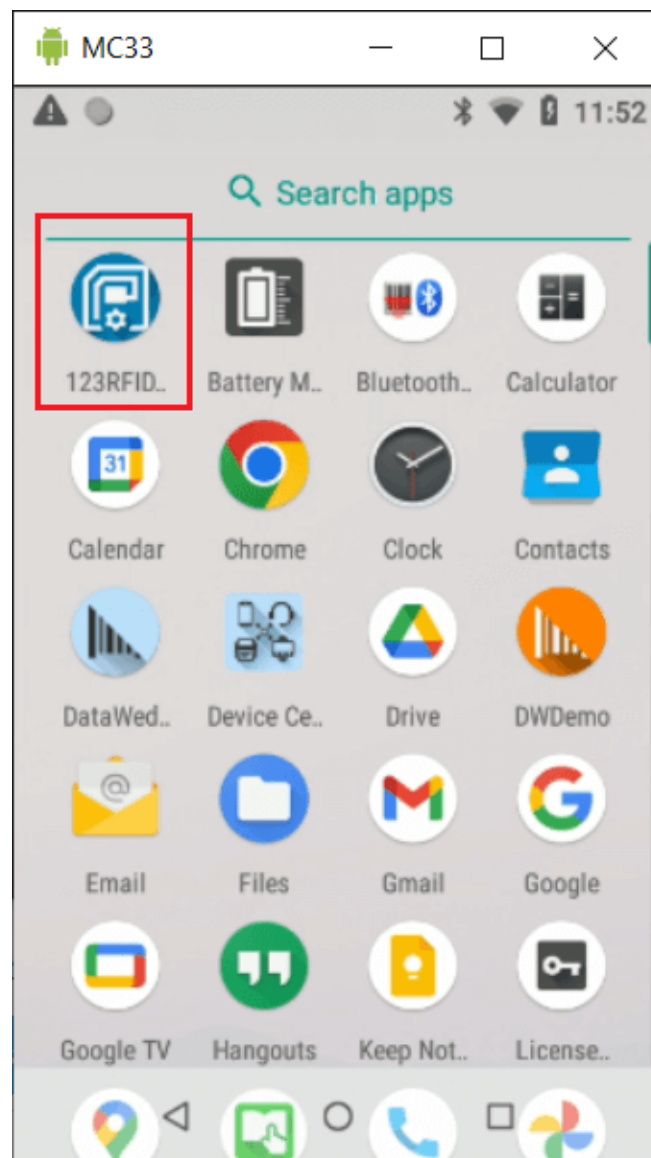 MC33
11:52
Search apps
123RFID..
Battery M..
Bluetooth..
Calculator
31
Calendar
Chrome
Clock
Contacts
DataWed..
Device Ce..
Drive
DWDemo
@
Email
Files
Gmail
Google
Google TV
Hangouts
Keep Not..
License..